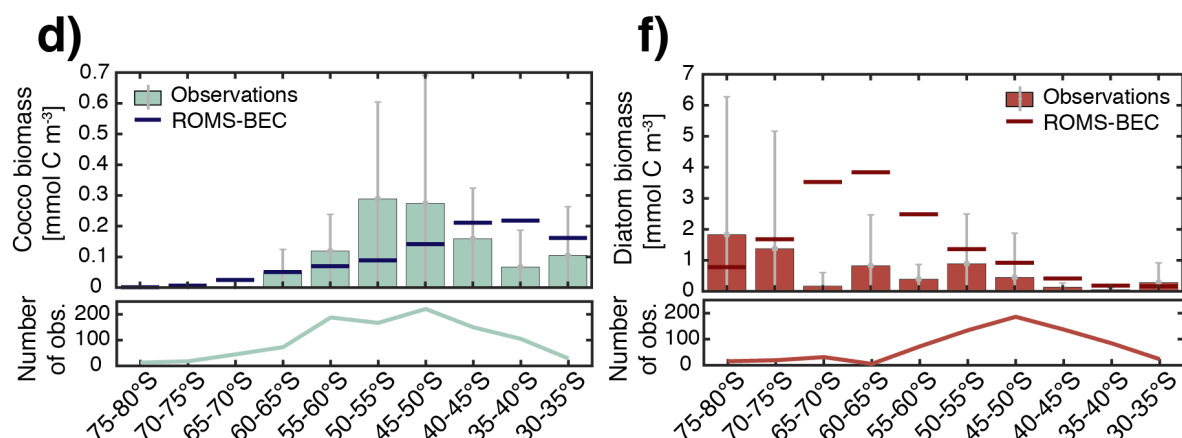 d)
Cocco biomass
[mmol C m⁻³]
0.7
0.6
0.5
0.4
0.3
0.2
0.1
0
Observations
ROMS-BEC
Number
of obs.
200
100
0
75-80°S
70-75°S
65-70°S
60-65°S
55-60°S
50-55°S
45-50°S
40-45°S
35-40°S
30-35°S
f)
Diatom biomass
[mmol C m⁻³]
7
6
5
4
3
2
1
0
Observations
ROMS-BEC
Number
of obs.
200
100
0
75-80°S
70-75°S
65-70°S
60-65°S
55-60°S
50-55°S
45-50°S
40-45°S
35-40°S
30-35°S